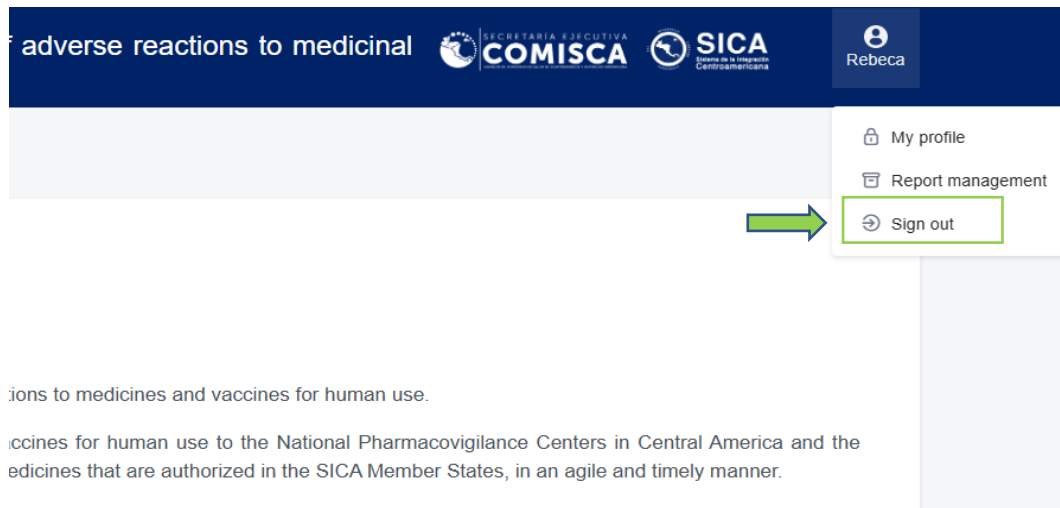 adverse reactions to medicinal
SECRETARÍA EJECUTIVA
COMISCA
SICA
Sistema de la Integración
Centroamericana
Rebeca
My profile
Report management
Sign out
tions to medicines and vaccines for human use.
accines for human use to the National Pharmacovigilance Centers in Central America and the
edicines that are authorized in the SICA Member States, in an agile and timely manner.